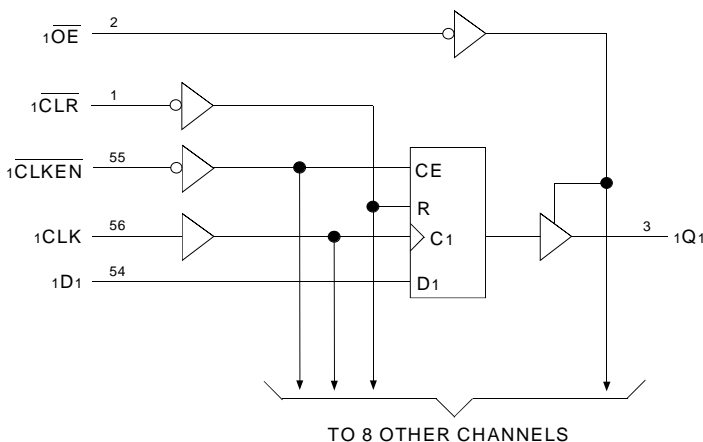 2
1OE
1
1CLR
55
1CLKEN
CE
R
56
1CLK
C1
3
1Q1
54
1D1
D1
TO 8 OTHER CHANNELS